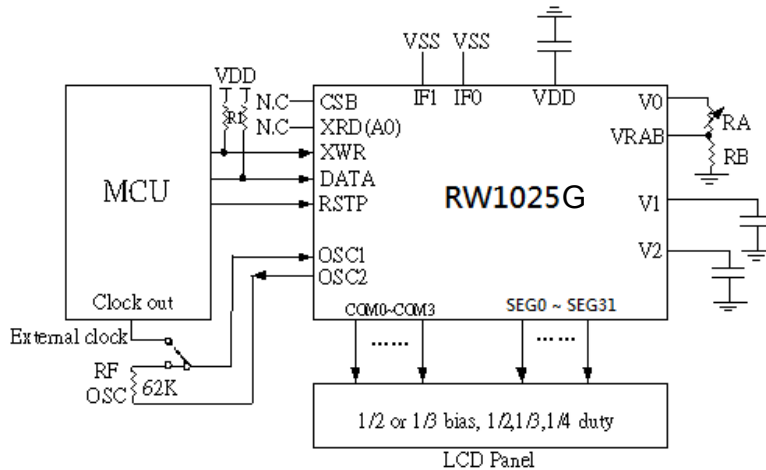 VSS VSS
VDD
N.C CSB IF1 IF0 VDD V0
R1
N.C XRD(A0) RA
XWR VRAB
RB
DATA
MCU RW1025G
RSTP V1
OSC1 V2
OSC2
Clock out COM0~COM3 SEG0 ~ SEG31
External clock
...... ......
RF
OSC 62K
1/2 or 1/3 bias, 1/2,1/3,1/4 duty
LCD Panel